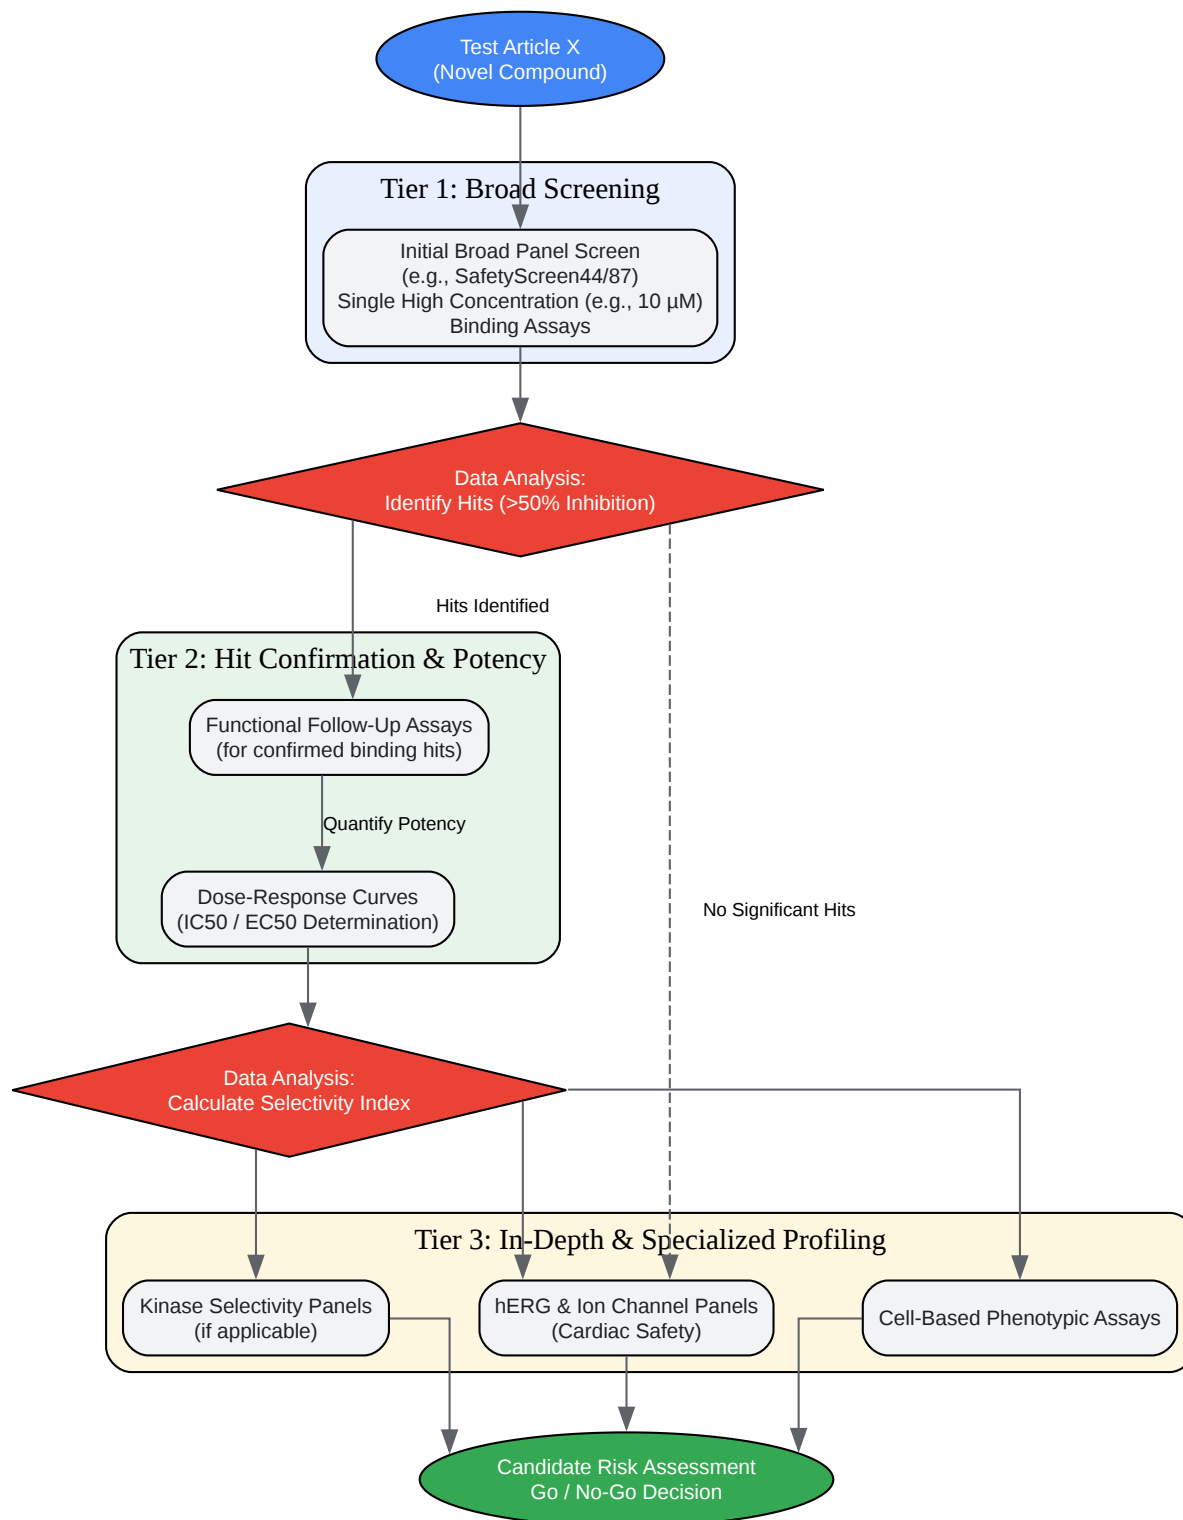 Test Article X
(Novel Compound)
Tier 1: Broad Screening
Initial Broad Panel Screen
(e.g., SafetyScreen44/87)
Single High Concentration (e.g., 10 µM)
Binding Assays
Data Analysis:
Identify Hits (>50% Inhibition)
Hits Identified
Tier 2: Hit Confirmation & Potency
Functional Follow-Up Assays
(for confirmed binding hits)
Quantify Potency
Dose-Response Curves
(IC50 / EC50 Determination)
No Significant Hits
Data Analysis:
Calculate Selectivity Index
Tier 3: In-Depth & Specialized Profiling
Kinase Selectivity Panels
(if applicable)
hERG & Ion Channel Panels
(Cardiac Safety)
Cell-Based Phenotypic Assays
Candidate Risk Assessment
Go / No-Go Decision